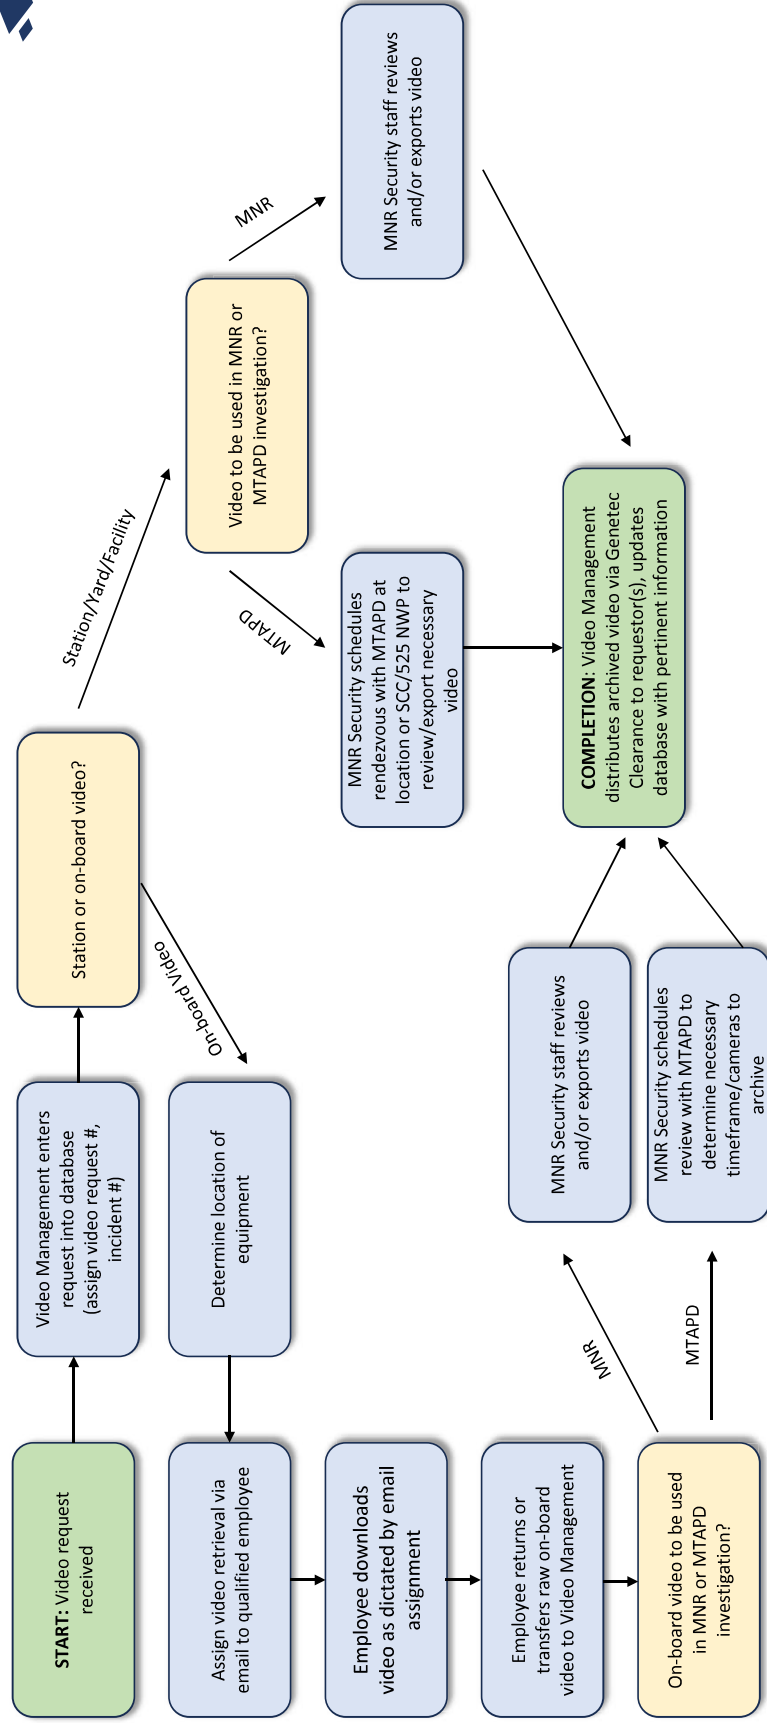 START: Video request
received
Video Management enters
request into database
(assign video request #,
incident #)
Station or on-board video?
Station/Yard/Facility
On-board Video
Video to be used in MNR or
MTAPD investigation?
MNR
MTAPD
MNR Security staff reviews
and/or exports video
MNR Security schedules
rendezvous with MTAPD at
location or SCC/525 NWP to
review/export necessary
video
Determine location of
equipment
Assign video retrieval via
email to qualified employee
Employee downloads
video as dictated by email
assignment
Employee returns or
transfers raw on-board
video to Video Management
On-board video to be used
in MNR or MTAPD
investigation?
MNR
MTAPD
MNR Security staff reviews
and/or exports video
MNR Security schedules
review with MTAPD to
determine necessary
timeframe/cameras to
archive
COMPLETION: Video Management
distributes archived video via Genetec
Clearance to requestor(s), updates
database with pertinent information